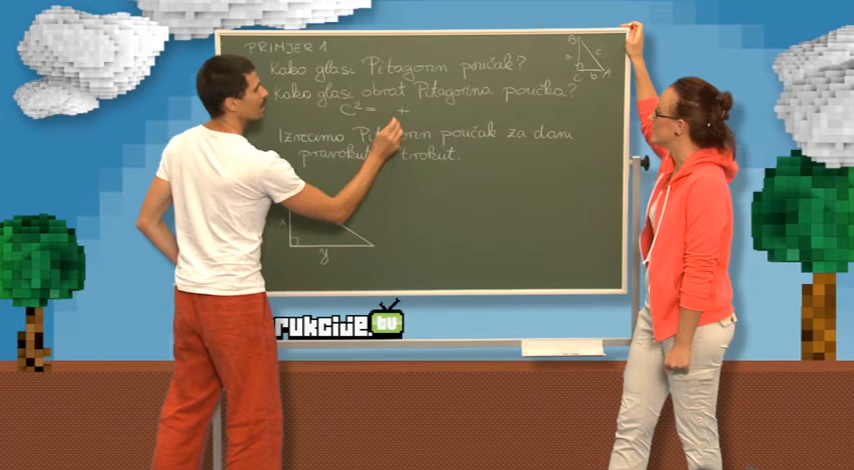 PRIMJER 1
Kako glasi Pitagorin poučak?
Kako glasi obrat Pitagorina poučka?
c² = +
Izrecimo Pitagorin poučak za dani
pravokutni trokut.
B
a c
C b A
x
y
rukcije.tv